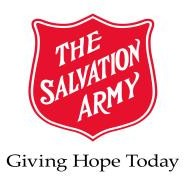 THE
SALVATION
ARMY
Giving Hope Today